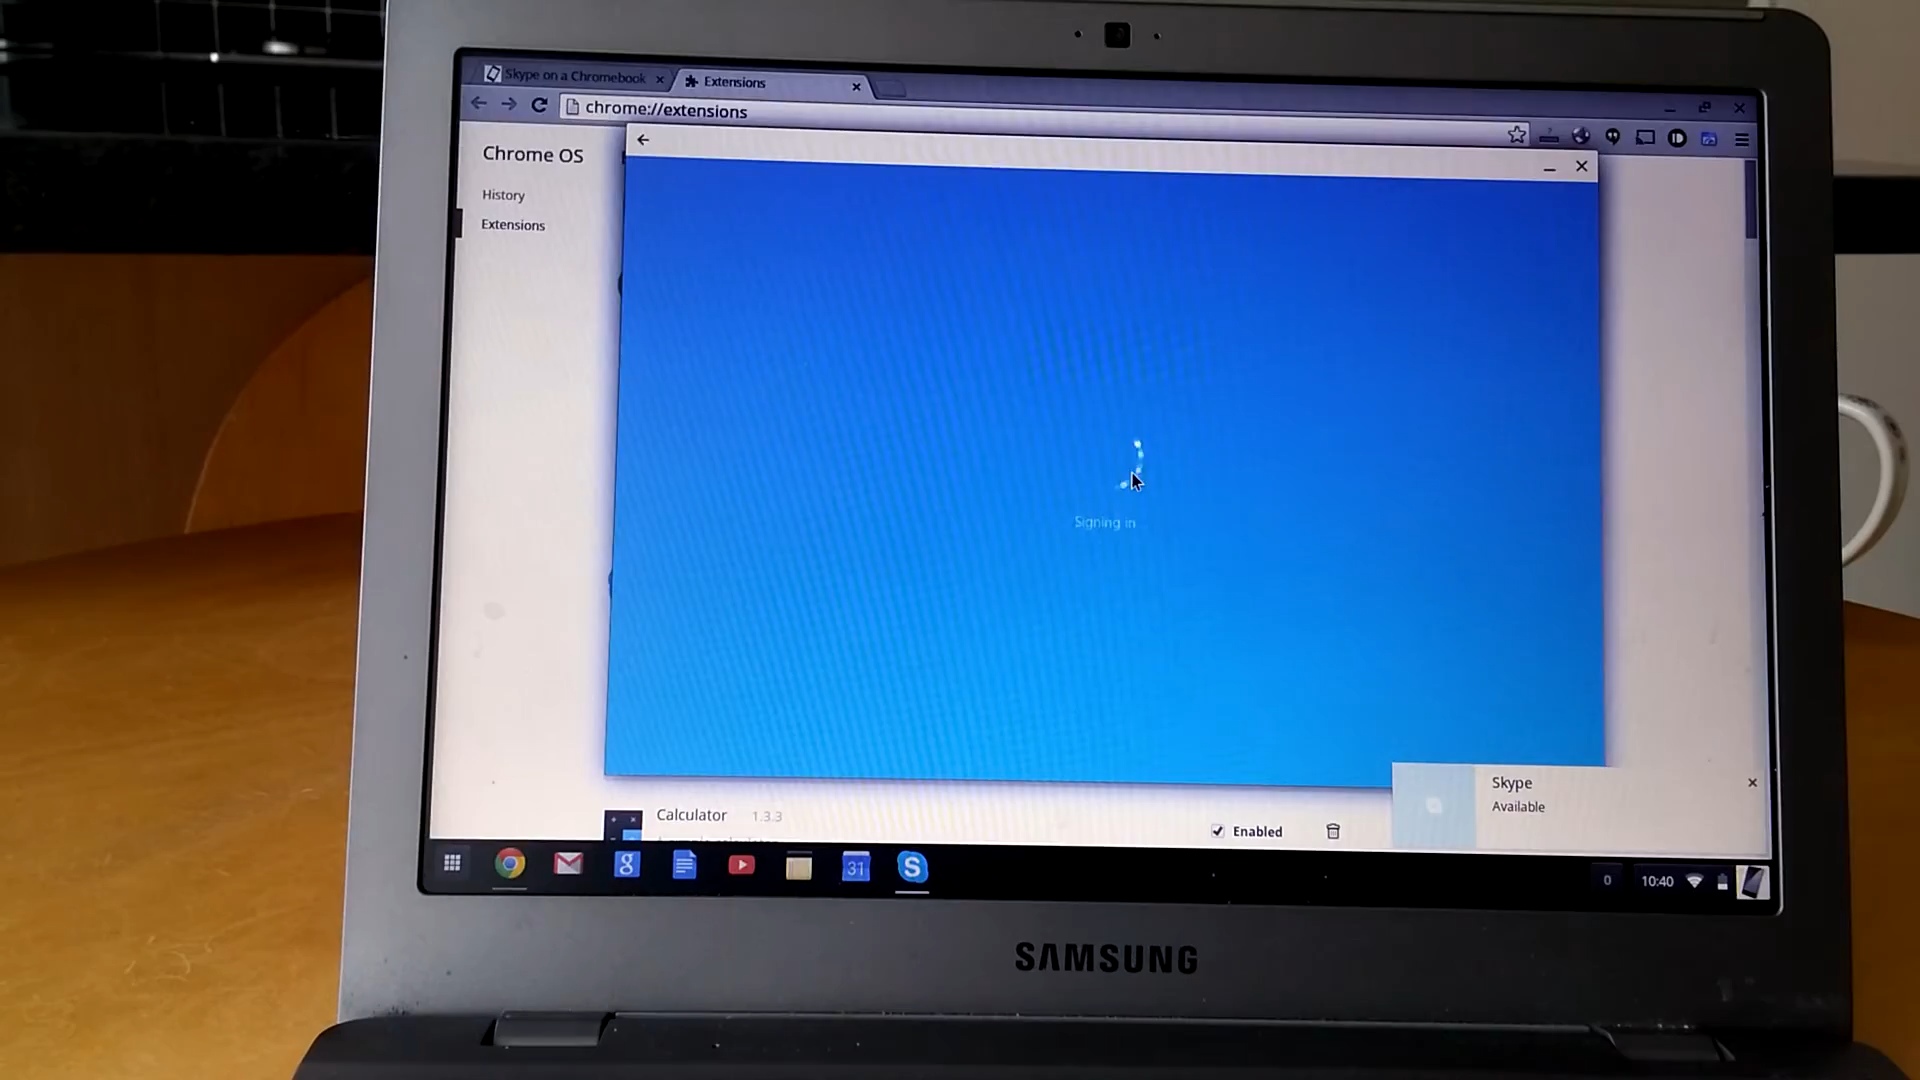 Skype on a Chromebook
Extensions
chrome://extensions
Chrome OS
History
Extensions
Signing in
Skype
Available
Calculator 1.3.3
Enabled
g
31
S
0
10:40
SAMSUNG